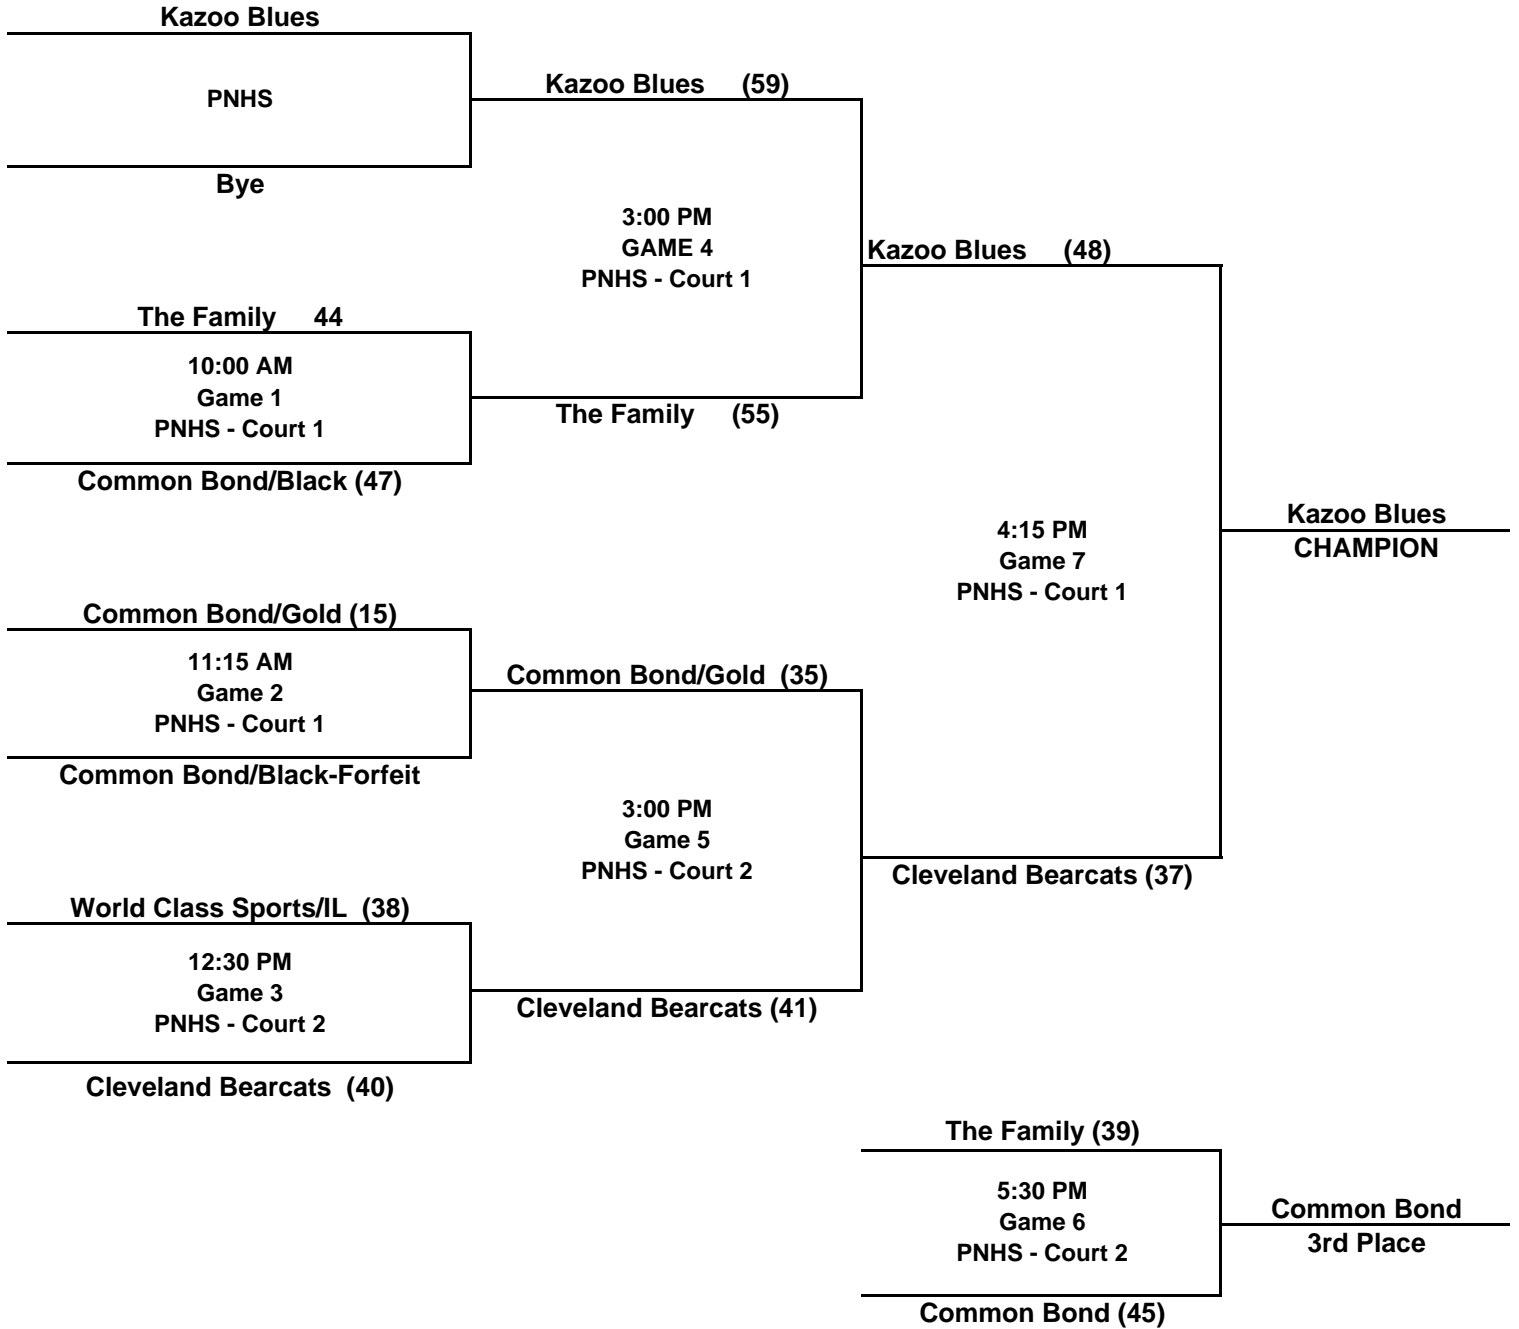 Kazoo Blues
PNHS
Bye
Kazoo Blues (59)
3:00 PM
GAME 4
PNHS - Court 1
The Family 44
10:00 AM
Game 1
PNHS - Court 1
Common Bond/Black (47)
The Family (55)
Kazoo Blues (48)
4:15 PM
Game 7
PNHS - Court 1
Kazoo Blues
CHAMPION
Common Bond/Gold (15)
11:15 AM
Game 2
PNHS - Court 1
Common Bond/Black-Forfeit
Common Bond/Gold (35)
3:00 PM
Game 5
PNHS - Court 2
World Class Sports/IL (38)
12:30 PM
Game 3
PNHS - Court 2
Cleveland Bearcats (40)
Cleveland Bearcats (41)
Cleveland Bearcats (37)
The Family (39)
5:30 PM
Game 6
PNHS - Court 2
Common Bond (45)
Common Bond
3rd Place